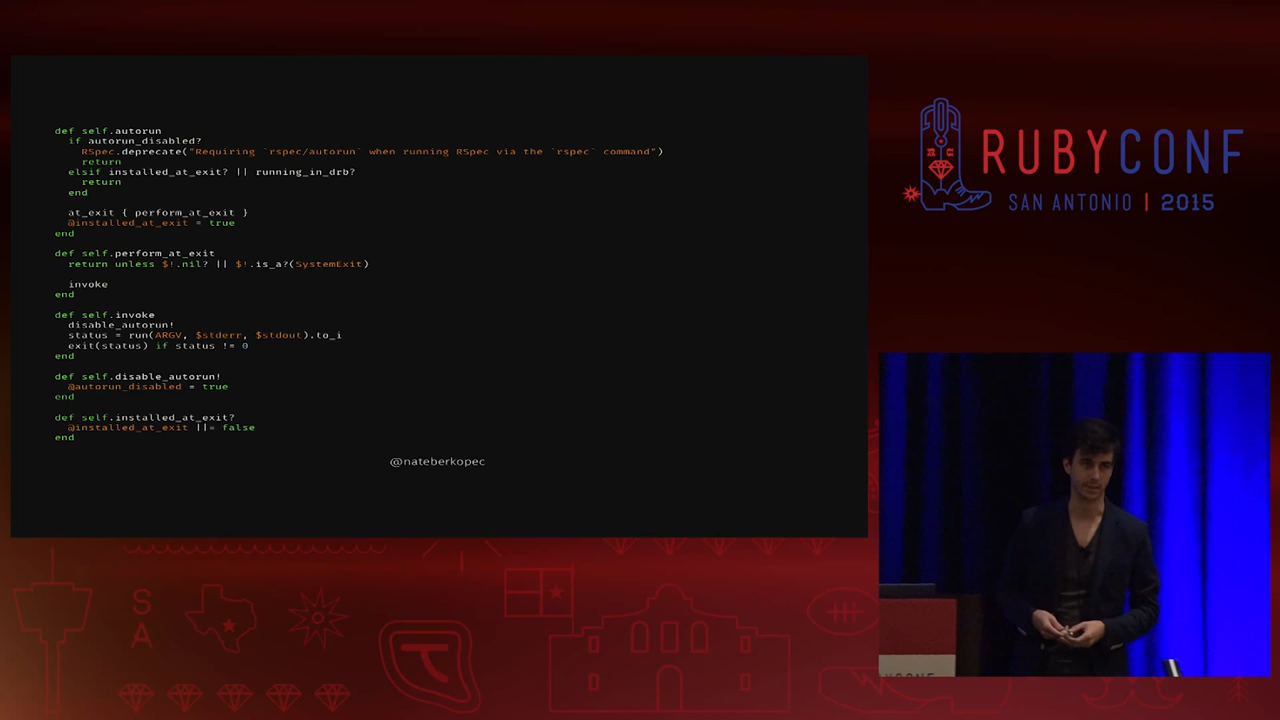 def self.autorun
if autorun_disabled?
RSpec.deprecate("Requiring `rspec/autorun` when running RSpec via the `rspec` command")
return
elsif installed_at_exit? || running_in_drb?
return
end
at_exit { perform_at_exit }
@installed_at_exit = true
end
def self.perform_at_exit
return unless $!.nil? || $!.is_a?(SystemExit)
invoke
end
def self.invoke
disable_autorun!
status = run(ARGV, $stderr, $stdout).to_i
exit(status) if status != 0
end
def self.disable_autorun!
@autorun_disabled = true
end
def self.installed_at_exit?
@installed_at_exit ||= false
end
@nateberkopec
RUBYCONF
SAN ANTONIO | 2015
S
A